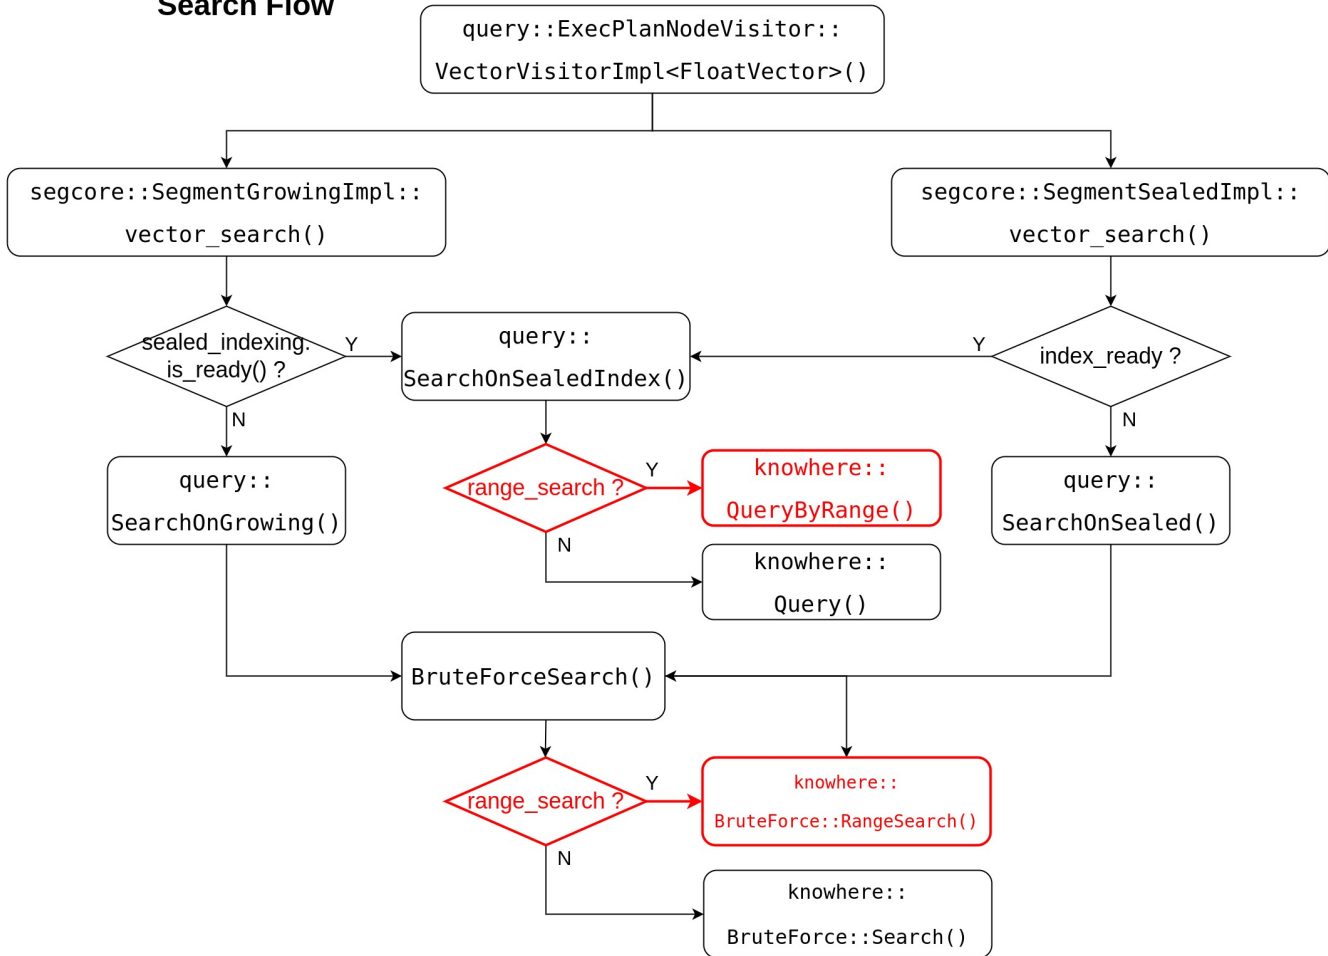 Search Flow
query::ExecPlanNodeVisitor::
VectorVisitorImpl<FloatVector>()
segcore::SegmentGrowingImpl::
vector_search()
segcore::SegmentSealedImpl::
vector_search()
sealed_indexing.
is_ready() ?
Y
N
query::
SearchOnSealedIndex()
Y
index_ready ?
N
query::
SearchOnGrowing()
range_search ?
Y
N
knowhere::
QueryByRange()
knowhere::
Query()
query::
SearchOnSealed()
BruteForceSearch()
range_search ?
Y
N
knowhere::
BruteForce::RangeSearch()
knowhere::
BruteForce::Search()